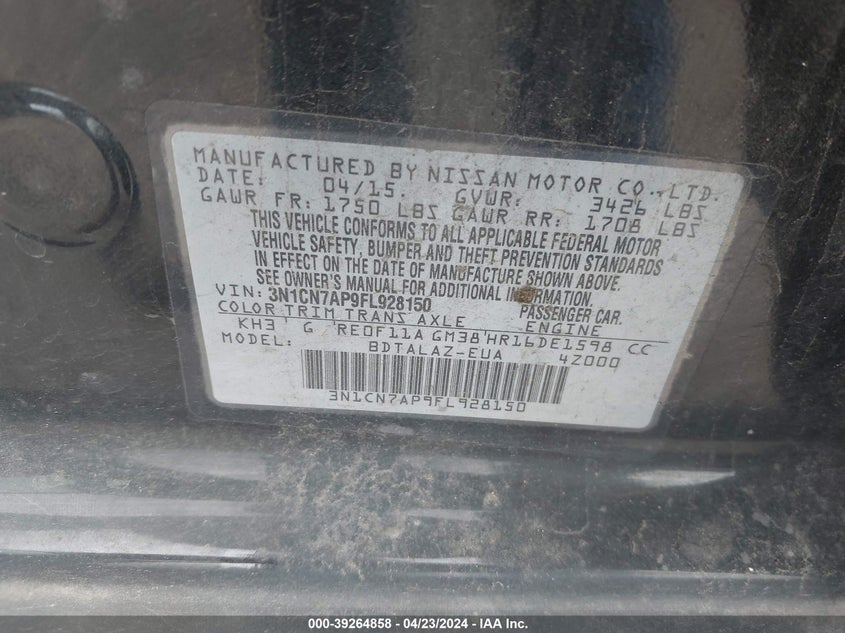 MANUFACTURED BY NISSAN MOTOR CO., LTD.
DATE: 04/15. GVWR: 3426 LBS
GAWR FR: 1750 LBS GAWR RR: 1708 LBS
THIS VEHICLE CONFORMS TO ALL APPLICABLE FEDERAL MOTOR
VEHICLE SAFETY, BUMPER AND THEFT PREVENTION STANDARDS
IN EFFECT ON THE DATE OF MANUFACTURE SHOWN ABOVE.
SEE OWNER'S MANUAL FOR ADDITIONAL INFORMATION.
VIN: 3N1CN7AP9FL928150 PASSENGER CAR.
COLOR TRIM TRANS AXLE ENGINE
KH3 G RE0F11A GM38 HR16DE1598 CC
MODEL: BDTALAZ-EUA 4Z000
3N1CN7AP9FL928150
000-39264858 - 04/23/2024 - IAA Inc.